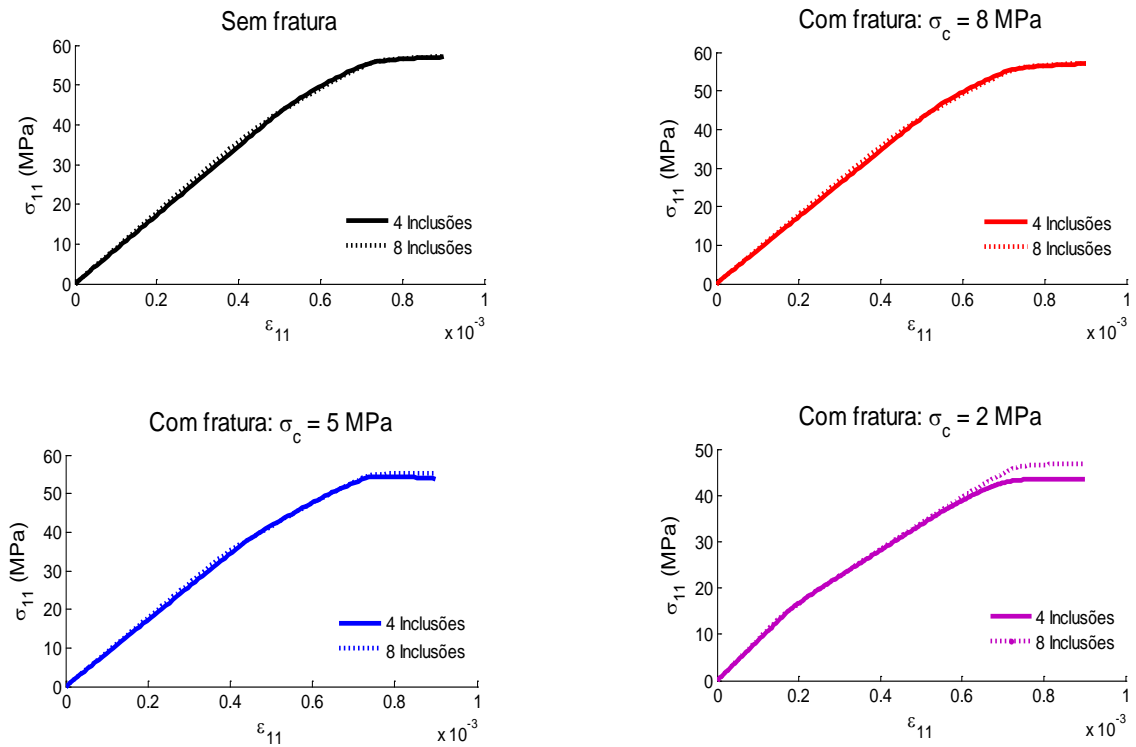 Sem fratura
60
50
40
30
20
10
0
σ11 (MPa)
4 Inclusões
8 Inclusões
0 0.2 0.4 0.6 0.8 1
ε11
x 10-3
Com fratura: σc = 8 MPa
60
50
40
30
20
10
0
σ11 (MPa)
4 Inclusões
8 Inclusões
0 0.2 0.4 0.6 0.8 1
ε11
x 10-3
Com fratura: σc = 5 MPa
60
50
40
30
20
10
0
σ11 (MPa)
4 Inclusões
8 Inclusões
0 0.2 0.4 0.6 0.8 1
ε11
x 10-3
Com fratura: σc = 2 MPa
50
40
30
20
10
0
σ11 (MPa)
4 Inclusões
8 Inclusões
0 0.2 0.4 0.6 0.8 1
ε11
x 10-3